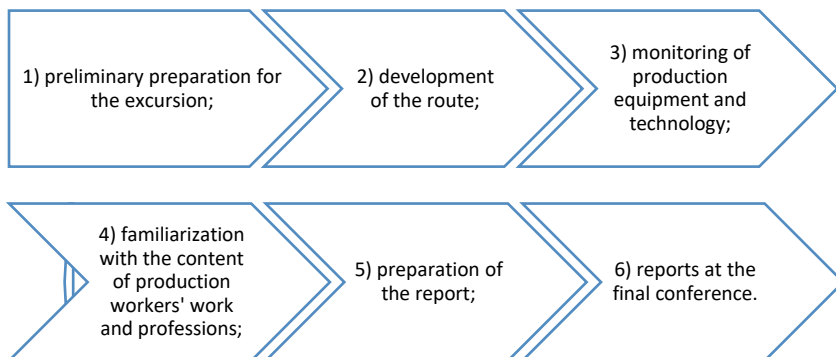 1) preliminary preparation for
the excursion;
2) development
of the route;
3) monitoring of
production
equipment and
technology;
4) familiarization
with the content
of production
workers' work
and professions;
5) preparation of
the report;
6) reports at the
final conference.